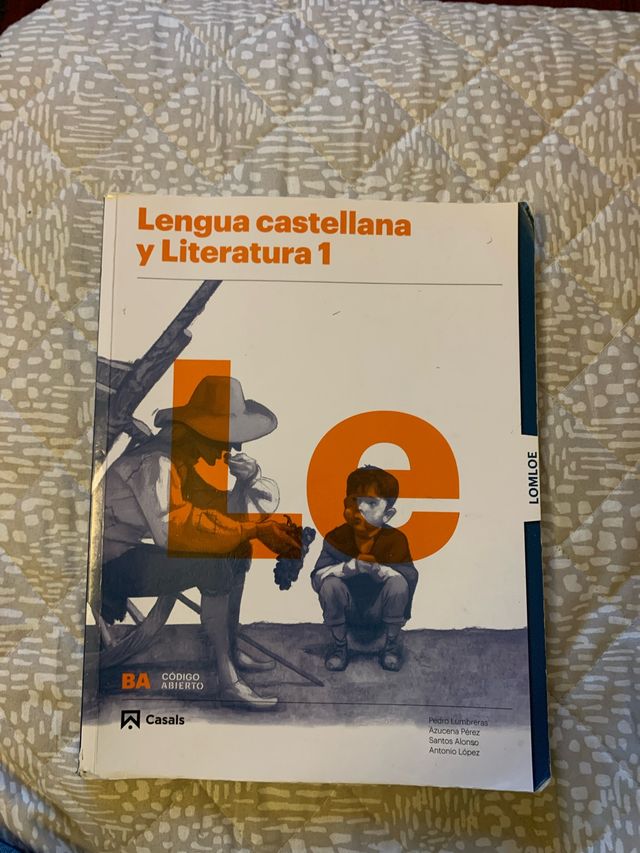 Lengua castellana
y Literatura 1
Le
LOMLOE
BA CÓDIGO
ABIERTO
Casals
Pedro Lumbreras
Azucena Pérez
Santos Alonso
Antonio López